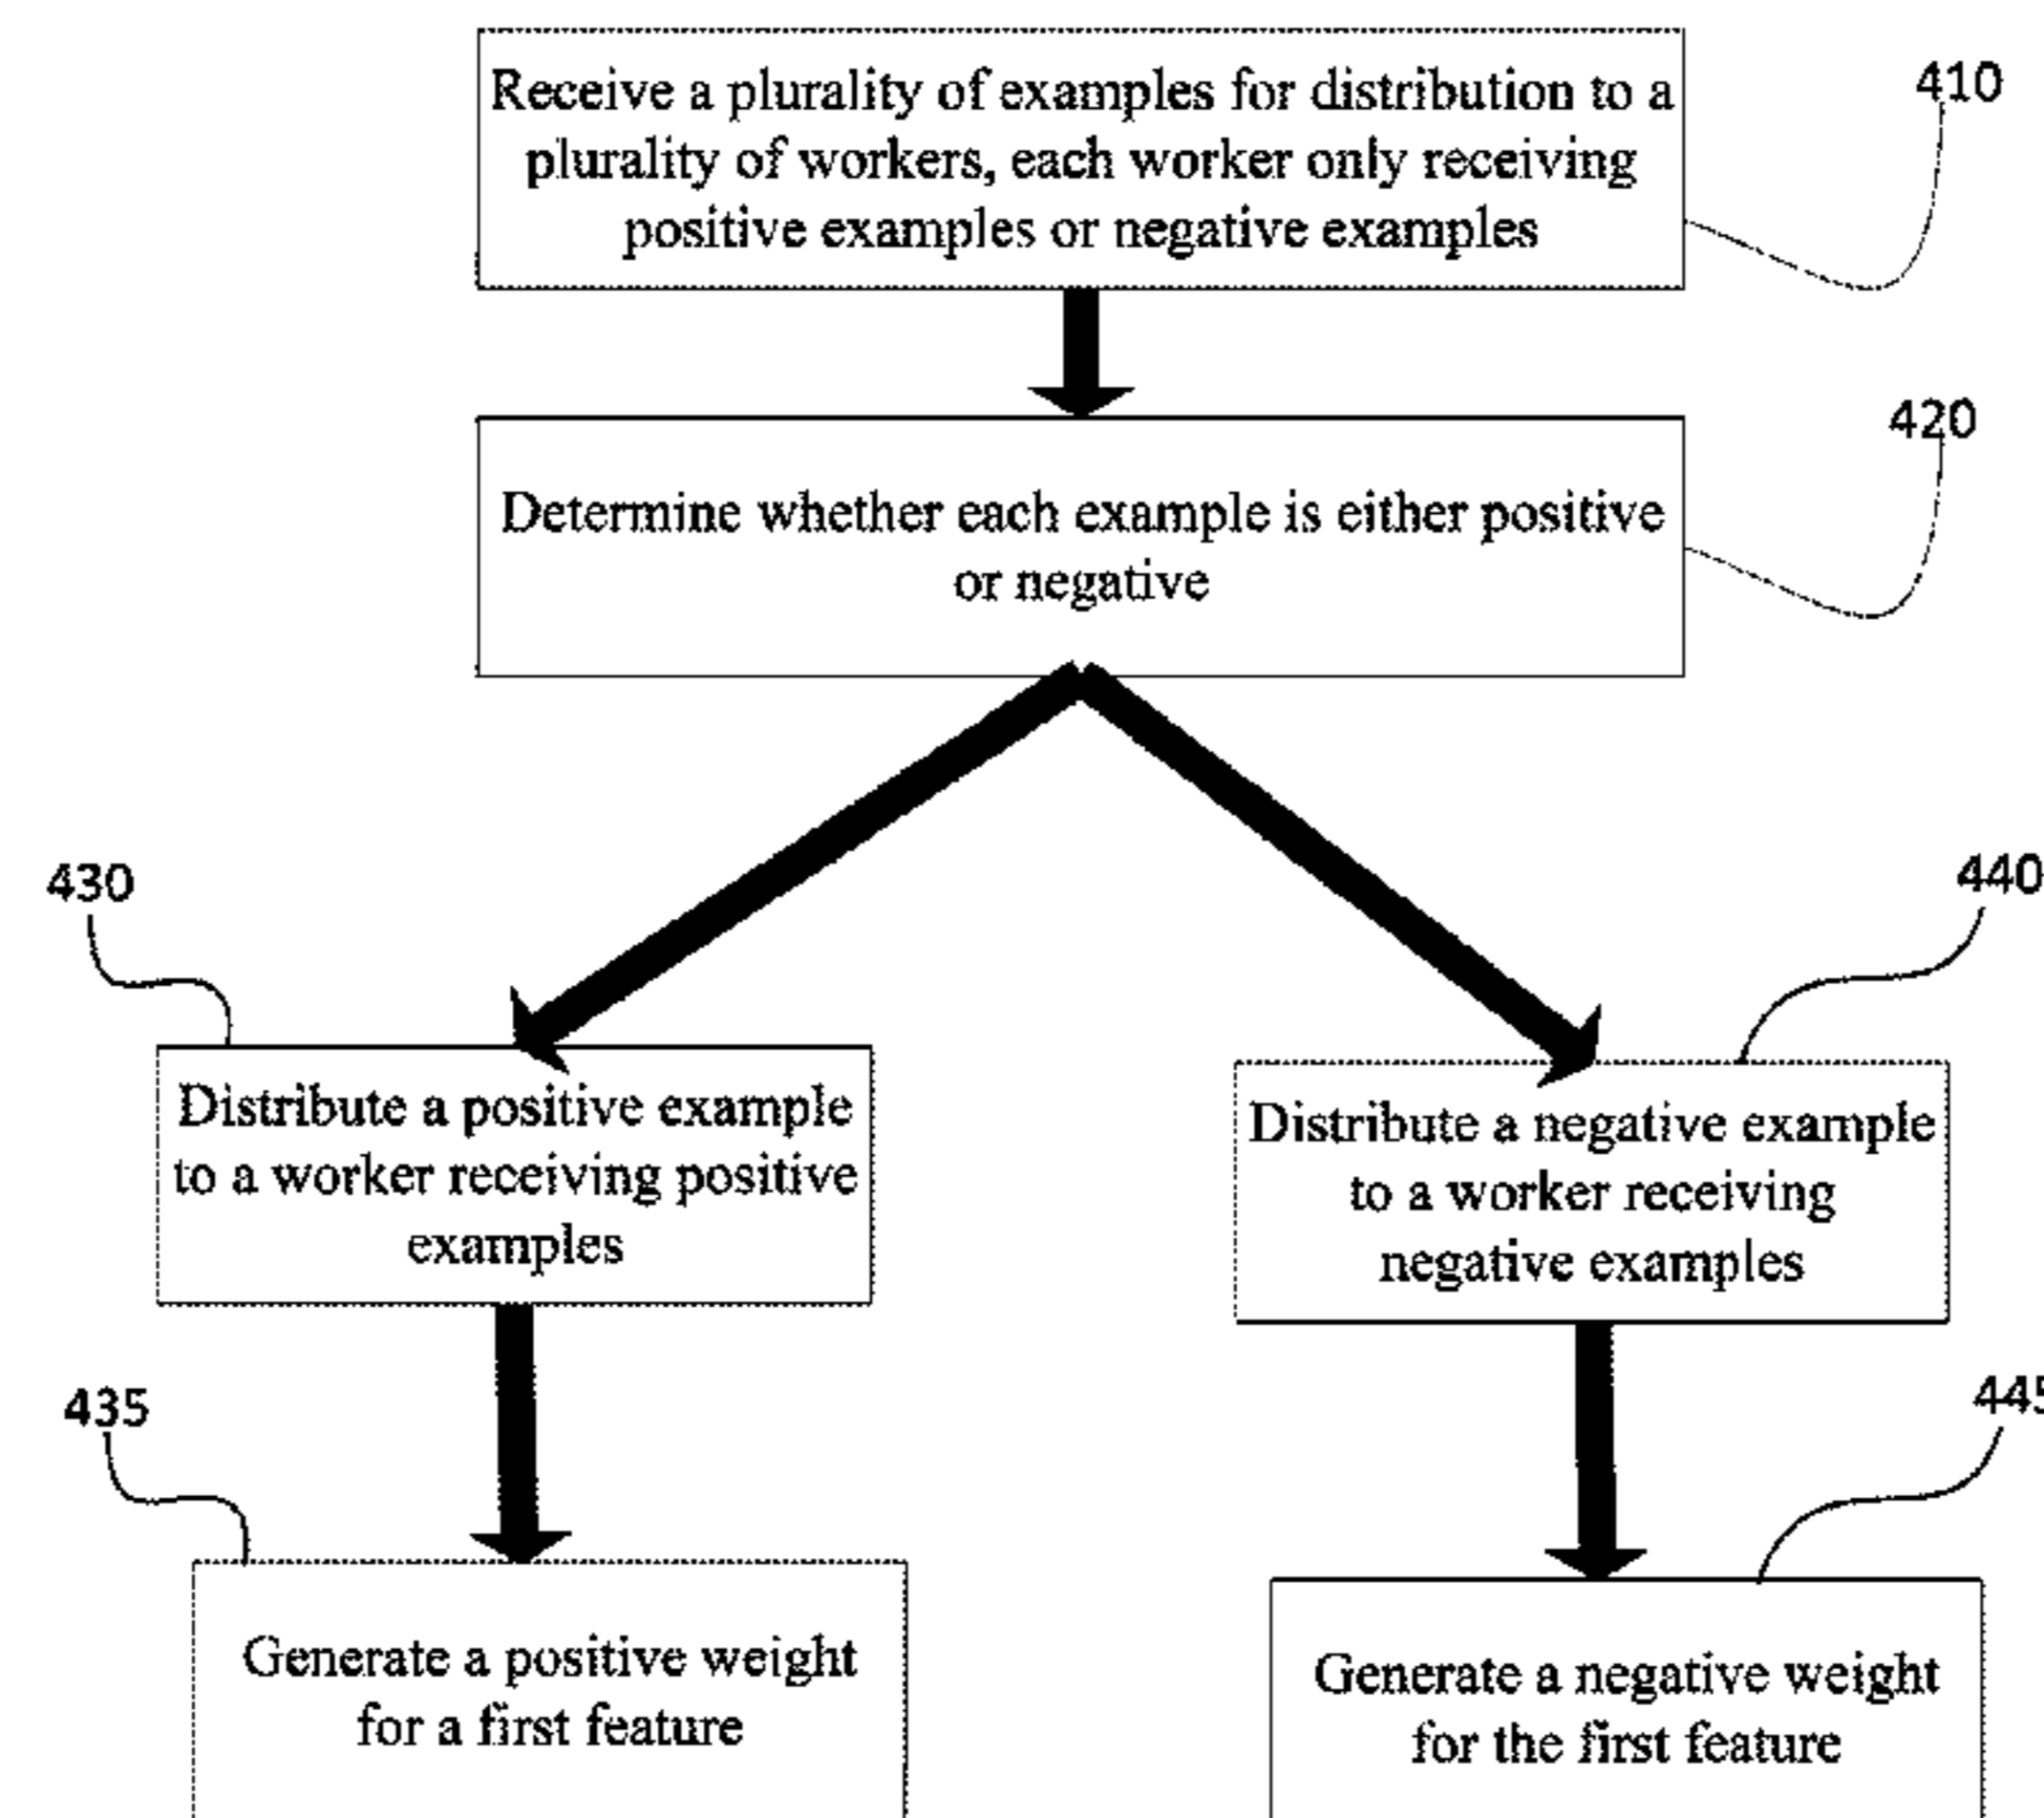 Receive a plurality of examples for distribution to a
plurality of workers, each worker only receiving
positive examples or negative examples
410
Determine whether each example is either positive
or negative
420
430
Distribute a positive example
to a worker receiving positive
examples
440
Distribute a negative example
to a worker receiving
negative examples
435
Generate a positive weight
for a first feature
445
Generate a negative weight
for the first feature